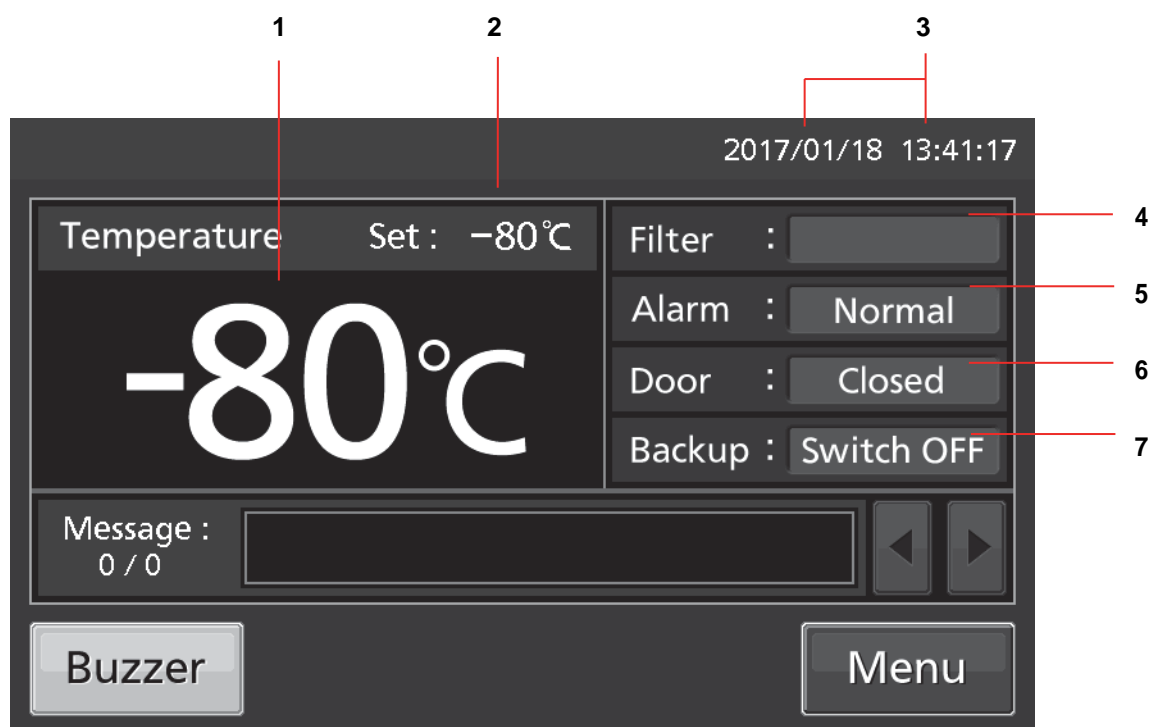 1 2 3
2017/01/18 13:41:17
Temperature Set : -80℃
-80℃
Filter :
4
Alarm : Normal
5
Door : Closed
6
Backup : Switch OFF
7
Message :
0 / 0
Buzzer
Menu